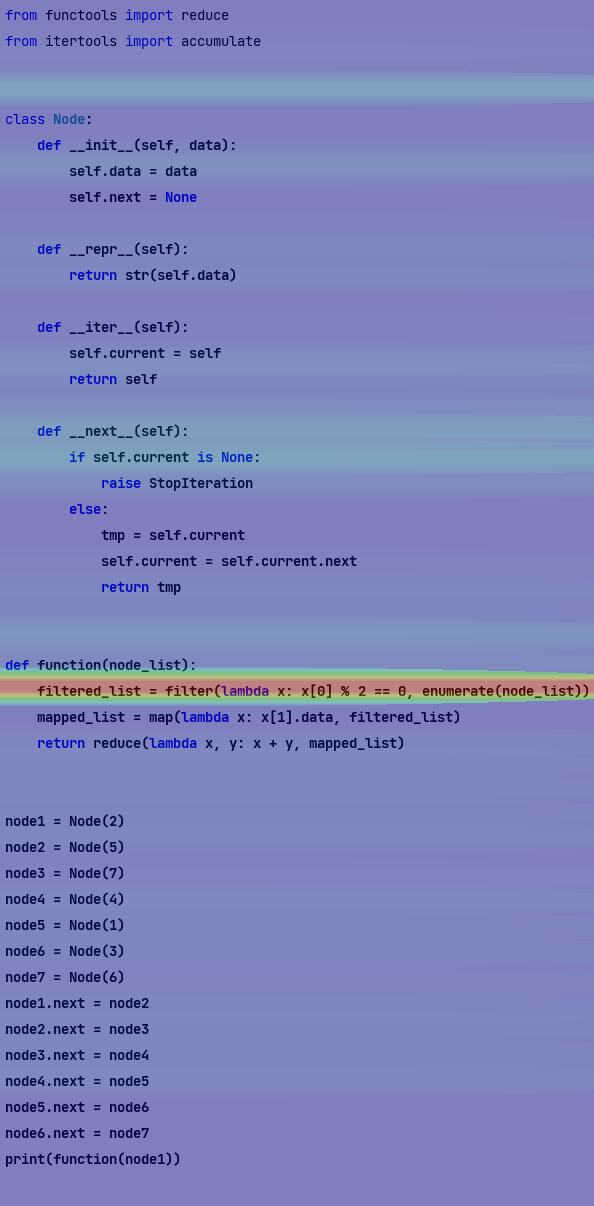 from functools import reduce
from itertools import accumulate
class Node:
    def __init__(self, data):
        self.data = data
        self.next = None
    def __repr__(self):
        return str(self.data)
    def __iter__(self):
        self.current = self
        return self
    def __next__(self):
        if self.current is None:
            raise StopIteration
        else:
            tmp = self.current
            self.current = self.current.next
            return tmp
def function(node_list):
    filtered_list = filter(lambda x: x[0] % 2 == 0, enumerate(node_list))
    mapped_list = map(lambda x: x[1].data, filtered_list)
    return reduce(lambda x, y: x + y, mapped_list)
node1 = Node(2)
node2 = Node(5)
node3 = Node(7)
node4 = Node(4)
node5 = Node(1)
node6 = Node(3)
node7 = Node(6)
node1.next = node2
node2.next = node3
node3.next = node4
node4.next = node5
node5.next = node6
node6.next = node7
print(function(node1))